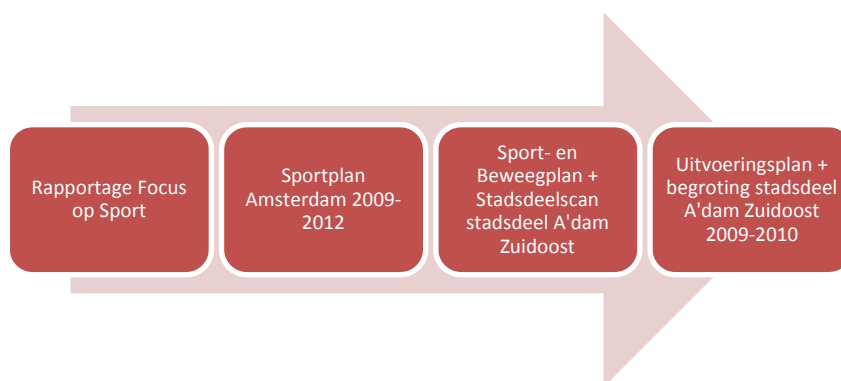 Rapportage Focus
op Sport
Sportplan
Amsterdam 2009-
2012
Sport- en
Beweegplan +
Stadsdeelscan
stadsdeel A'dam
Zuidoost
Uitvoeringsplan +
begroting stadsdeel
A'dam Zuidoost
2009-2010